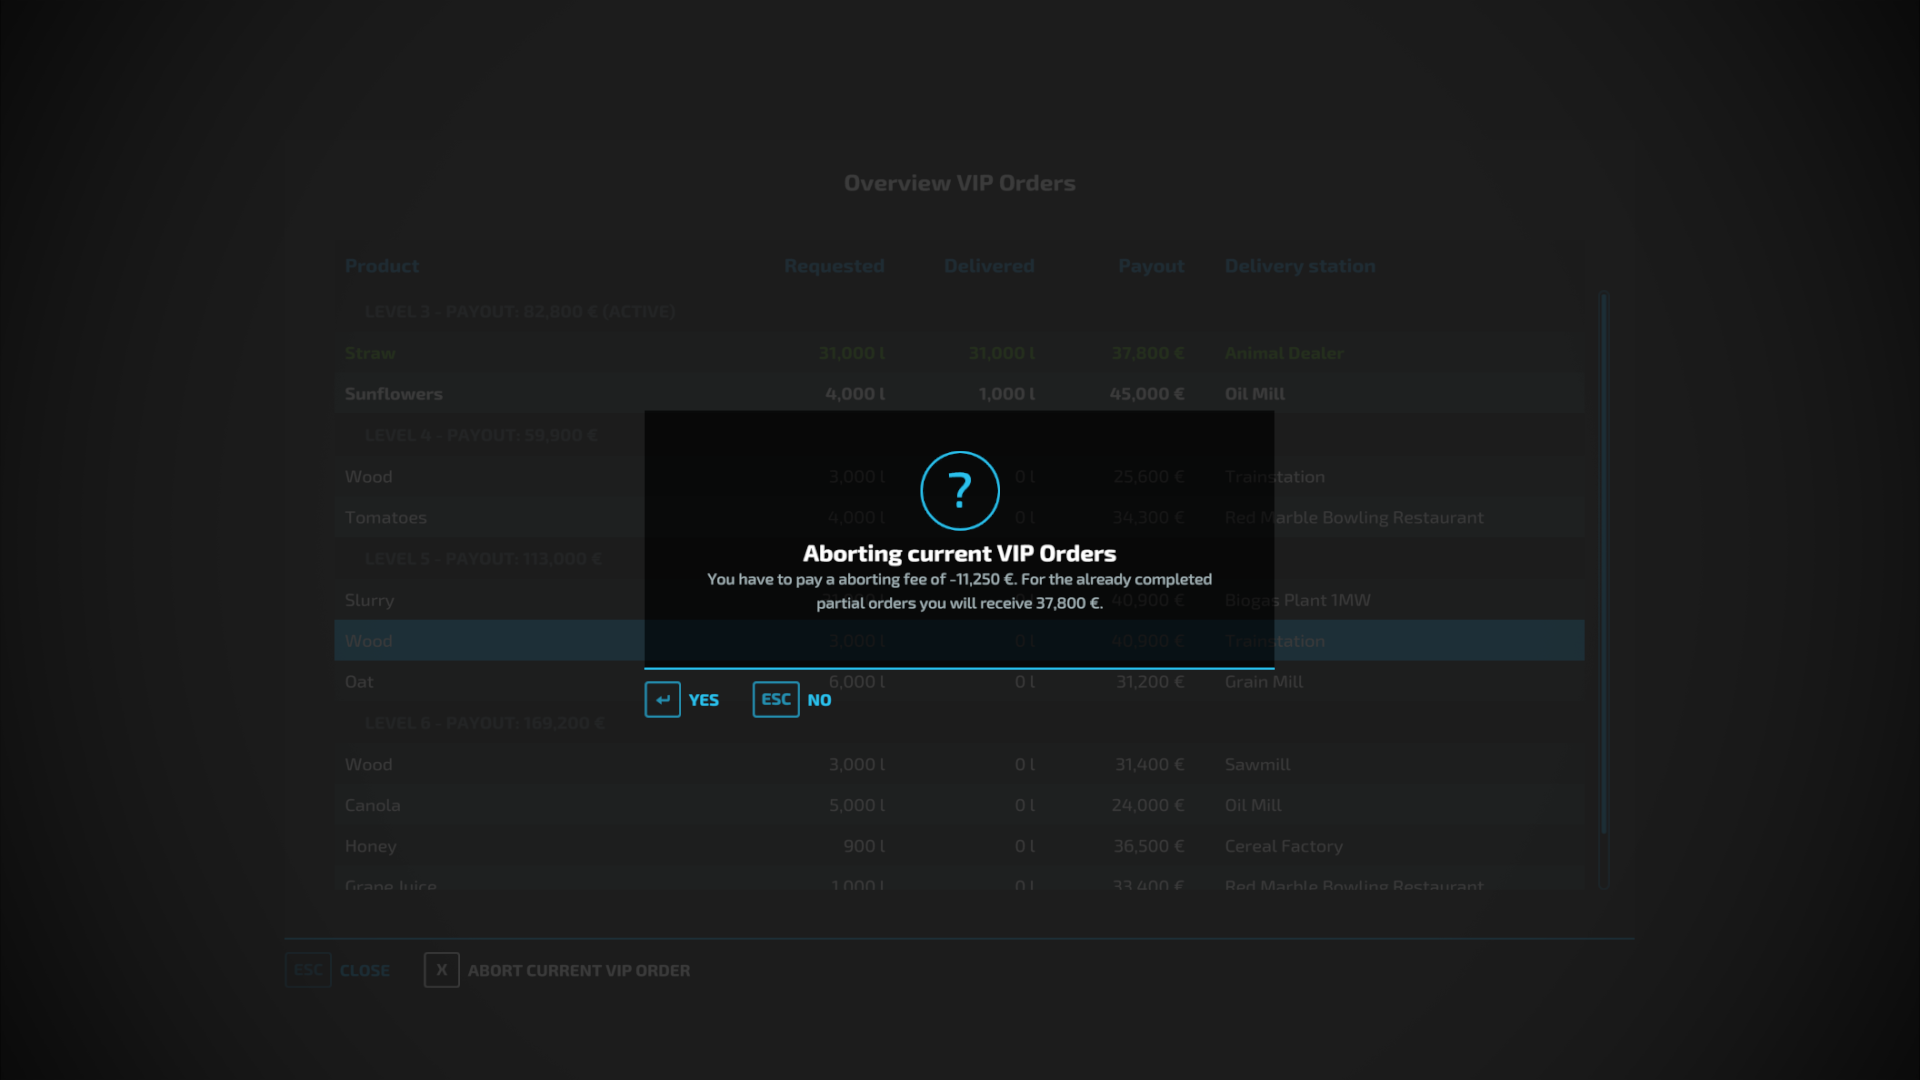 Overview VIP Orders
Product Requested Delivered Payout Delivery station
LEVEL 3 - PAYOUT: 82,800 € (ACTIVE)
Straw 31,000 l 31,000 l 37,800 € Animal Dealer
Sunflowers 4,000 l 1,000 l 45,000 € Oil Mill
LEVEL 4 - PAYOUT: 59,900 €
Wood 3,000 l 0 l 25,600 € Trainstation
Tomatoes 4,000 l 0 l 34,300 € Red Marble Bowling Restaurant
?
Aborting current VIP Orders
You have to pay a aborting fee of -11,250 €. For the already completed
partial orders you will receive 37,800 €.
LEVEL 5 - PAYOUT: 113,000 €
Slurry 0 l 40,900 € Biogas Plant 1MW
Wood 3,000 l 0 l 40,900 € Trainstation
Oat 6,000 l 0 l 31,200 € Grain Mill
YES ESC NO
LEVEL 6 - PAYOUT: 169,200 €
Wood 3,000 l 0 l 31,400 € Sawmill
Canola 5,000 l 0 l 24,000 € Oil Mill
Honey 900 l 0 l 36,500 € Cereal Factory
Grape Juice 1,000 l 0 l 33,400 € Red Marble Bowling Restaurant
ESC CLOSE X ABORT CURRENT VIP ORDER